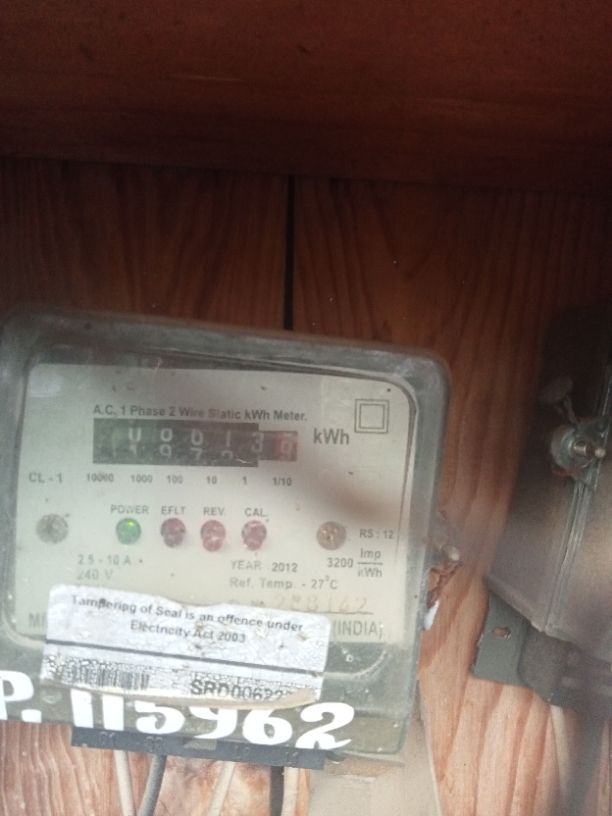 A.C. 1 Phase 2 Wire Static kWh Meter.
kWh
CL - 1 10000 1000 100 10 1 1/10
POWER EFLT REV. CAL.
RS : 12
2.5 - 10 A
240 V
YEAR 2012
3200 Imp/kWh
Ref. Temp. - 27°C
(INDIA)
Tampering of Seal is an offence under
Electricity Act 2003
P. 115962